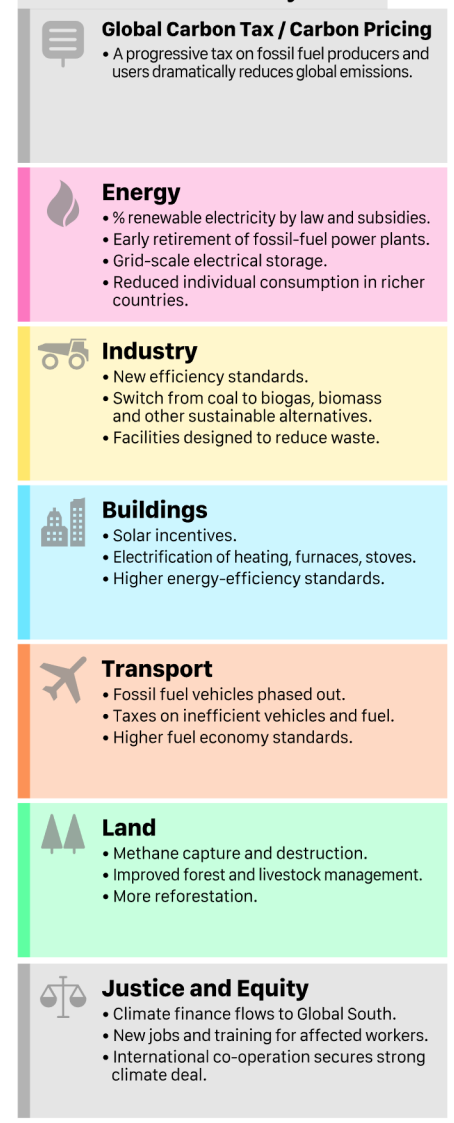 Global Carbon Tax / Carbon Pricing
• A progressive tax on fossil fuel producers and
users dramatically reduces global emissions.
Energy
• % renewable electricity by law and subsidies.
• Early retirement of fossil-fuel power plants.
• Grid-scale electrical storage.
• Reduced individual consumption in richer
countries.
Industry
• New efficiency standards.
• Switch from coal to biogas, biomass
and other sustainable alternatives.
• Facilities designed to reduce waste.
Buildings
• Solar incentives.
• Electrification of heating, furnaces, stoves.
• Higher energy-efficiency standards.
Transport
• Fossil fuel vehicles phased out.
• Taxes on inefficient vehicles and fuel.
• Higher fuel economy standards.
Land
• Methane capture and destruction.
• Improved forest and livestock management.
• More reforestation.
Justice and Equity
• Climate finance flows to Global South.
• New jobs and training for affected workers.
• International co-operation secures strong
climate deal.